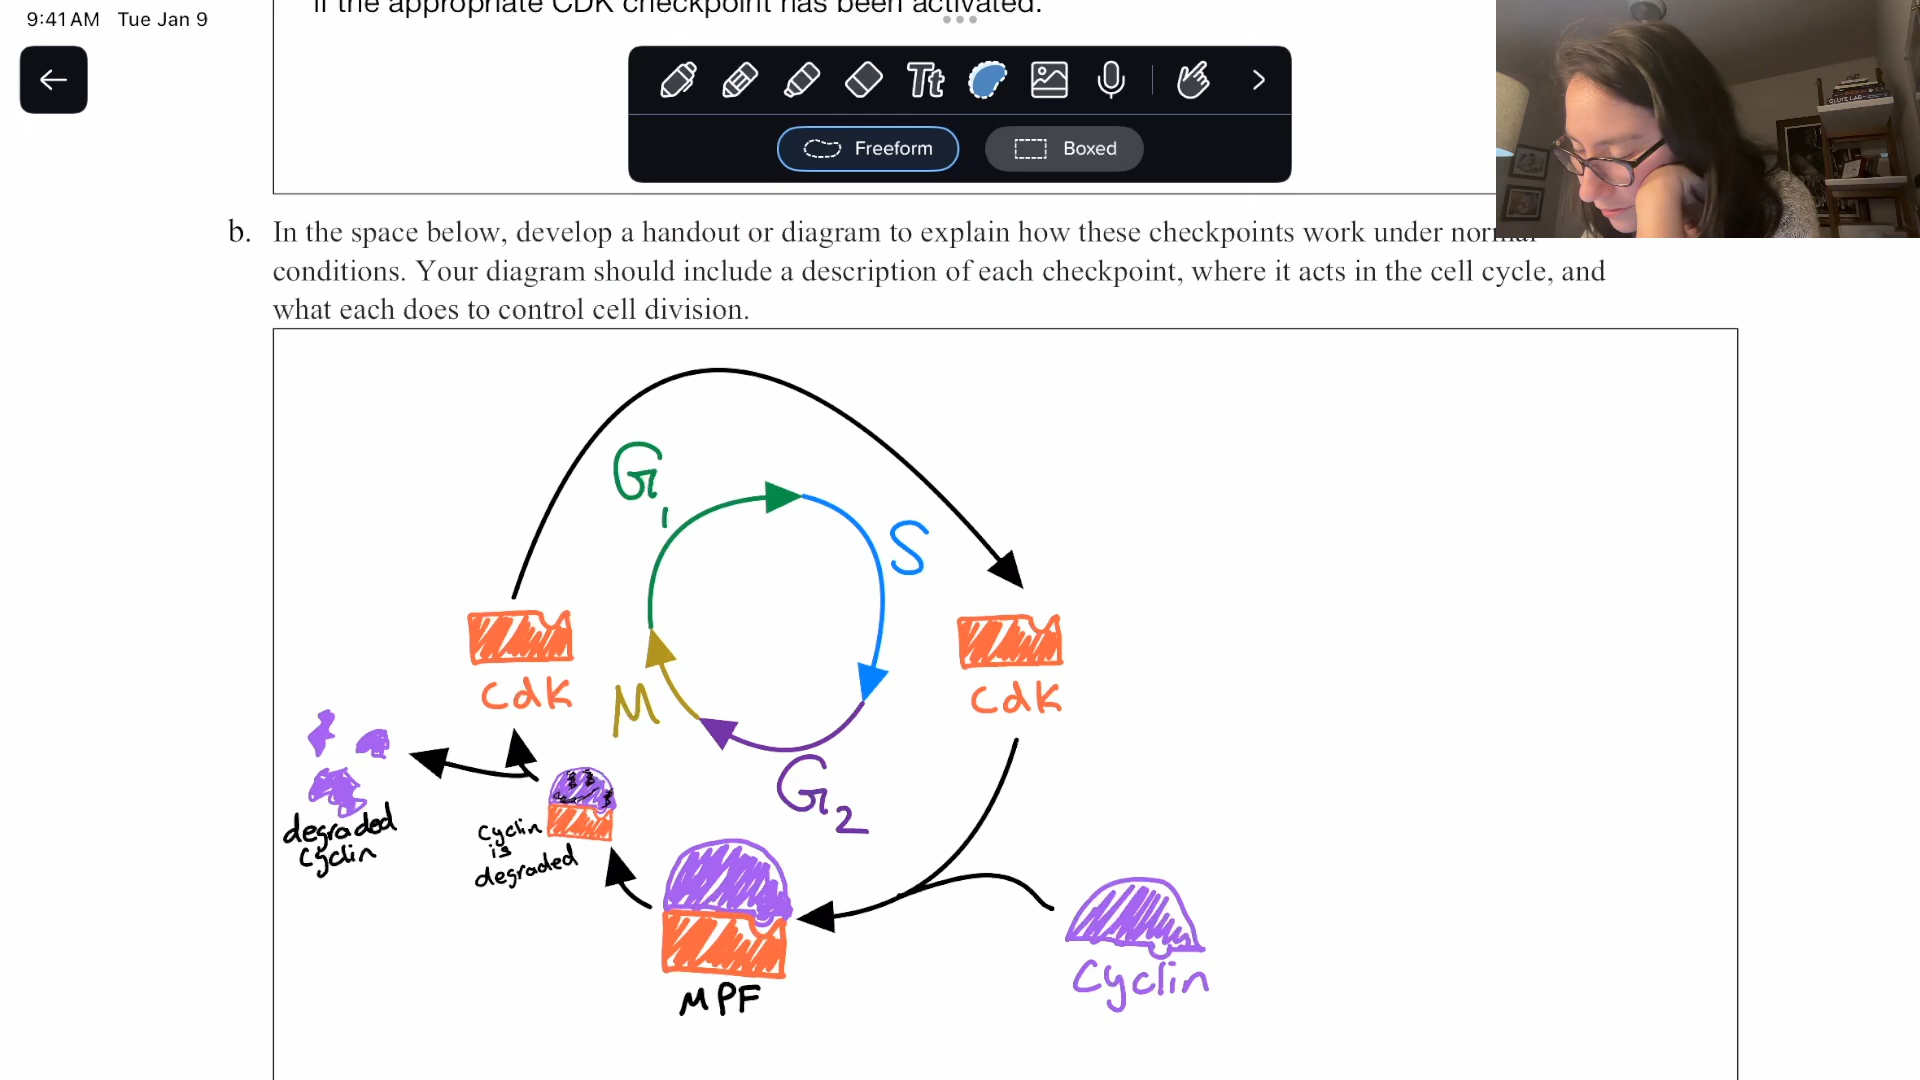 9:41 AM Tue Jan 9
if the appropriate CDK checkpoint has been activated.
Tt
Freeform
Boxed
GLUTE LAB
b. In the space below, develop a handout or diagram to explain how these checkpoints work under normal
conditions. Your diagram should include a description of each checkpoint, where it acts in the cell cycle, and
what each does to control cell division.
G1
S
cdk
cdk
M
G2
degraded
cyclin
cyclin
is
degraded
MPF
Cyclin